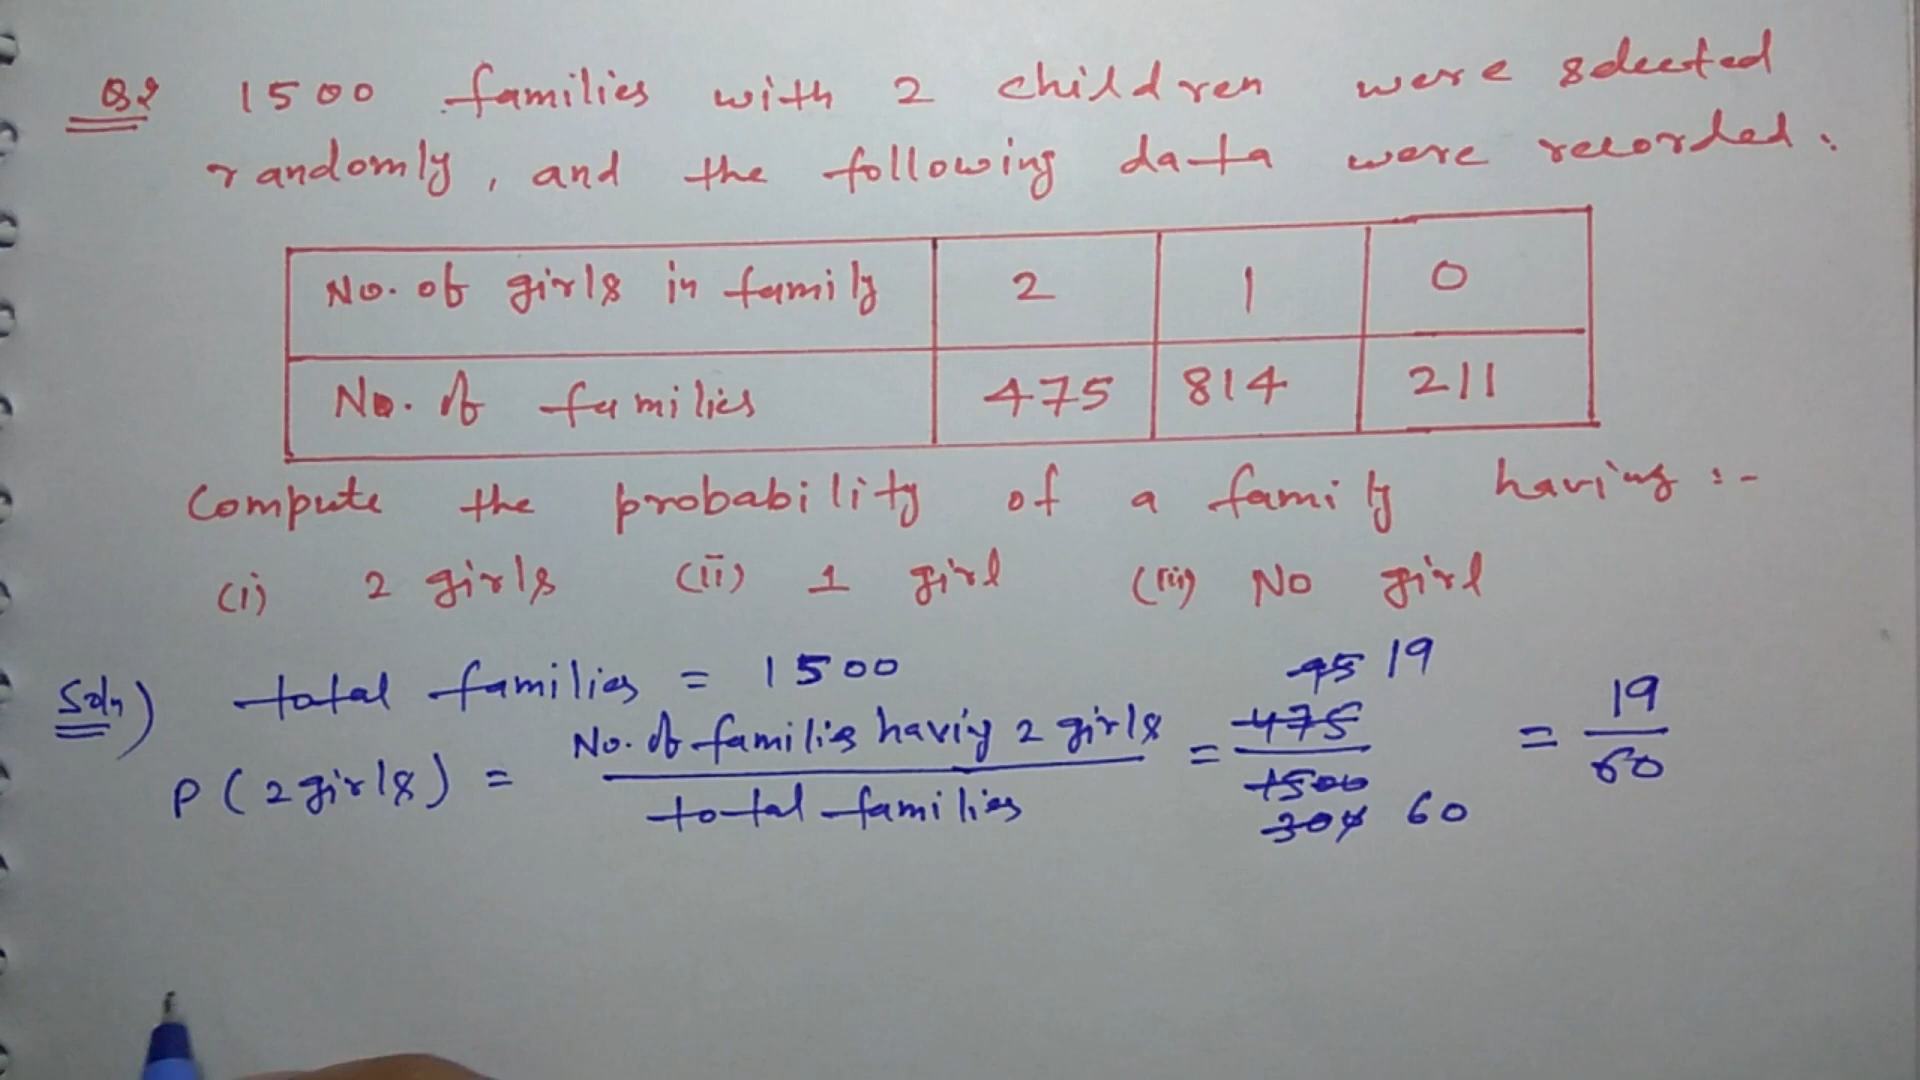 Q2 1500 families with 2 children were selected
randomly, and the following data were recorded:
No. of girls in family 2 1 0
No. of families 475 814 211
Compute the probability of a family having :-
(i) 2 girls (ii) 1 girl (iii) No girl
Soln) total families = 1500
P(2 girls) = No. of families having 2 girls / total families = 475 / 1500 = 19 / 60
95 19
300 60